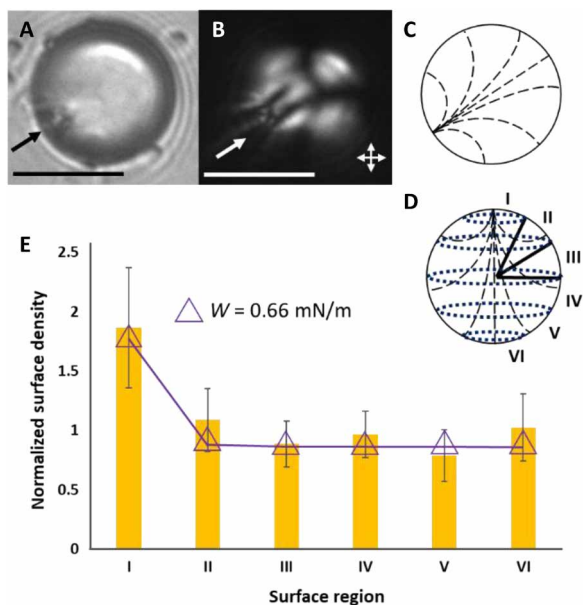 A
B
C
D
I
II
III
IV
V
VI
E
W = 0.66 mN/m
Normalized surface density
2.5
2
1.5
1
0.5
0
I II III IV V VI
Surface region